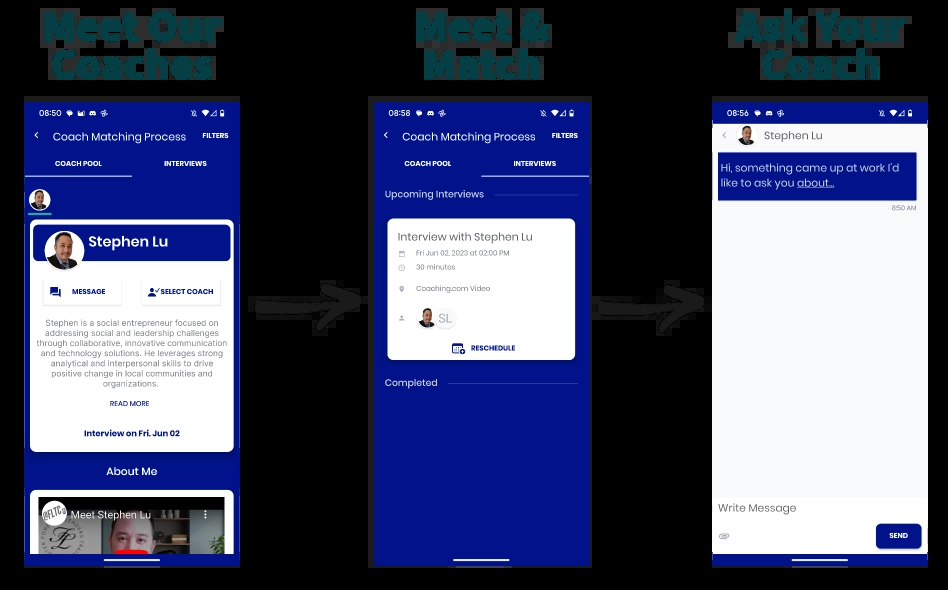 Meet Our
Coaches
08:50
Coach Matching Process
FILTERS
COACH POOL
INTERVIEWS
Stephen Lu
MESSAGE
SELECT COACH
Stephen is a social entrepreneur focused on
addressing social and leadership challenges
through collaborative, innovative communication
and technology solutions. He leverages strong
analytical and interpersonal skills to drive
positive change in local communities and
organizations.
READ MORE
Interview on Fri. Jun 02
About Me
@FLTCo
Meet Stephen Lu
Meet &
Match
08:58
Coach Matching Process
FILTERS
COACH POOL
INTERVIEWS
Upcoming Interviews
Interview with Stephen Lu
Fri Jun 02, 2023 at 02:00 PM
30 minutes
Coaching.com Video
SL
RESCHEDULE
Completed
Ask Your
Coach
08:56
Stephen Lu
Hi, something came up at work I'd
like to ask you about...
8:50 AM
Write Message
SEND